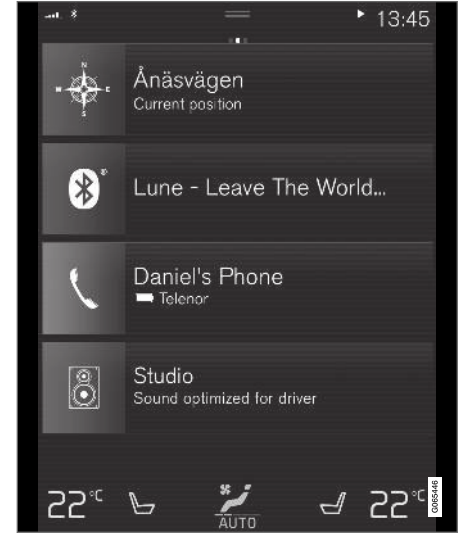 13:45
N
W E
S
Ånäsvägen
Current position
Lune - Leave The World...
Daniel's Phone
Telenor
Studio
Sound optimized for driver
22°C
AUTO
22°C
G065446